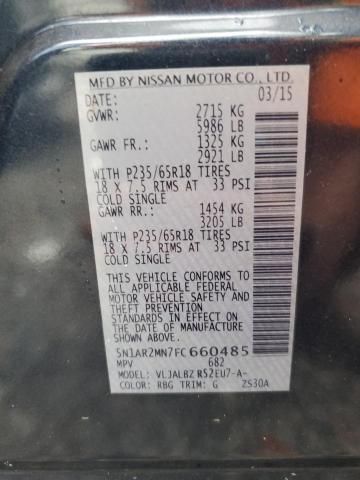 MFD BY NISSAN MOTOR CO., LTD.
DATE: 03/15
GVWR: 2715 KG
5986 LB
GAWR FR.: 1325 KG
2921 LB
WITH P235/65R18 TIRES
18 X 7.5 RIMS AT 33 PSI
COLD SINGLE
GAWR RR.: 1454 KG
3205 LB
WITH P235/65R18 TIRES
18 X 7.5 RIMS AT 33 PSI
COLD SINGLE
THIS VEHICLE CONFORMS TO
ALL APPLICABLE FEDERAL
MOTOR VEHICLE SAFETY
AND THEFT PREVENTION
STANDARDS IN EFFECT ON
THE DATE OF MANUFACTURE
SHOWN ABOVE.
5N1AR2MN7FC660485
MPV 682
MODEL: VLJALBZ R52EU7-A-
COLOR: RBG TRIM: G ZS30A